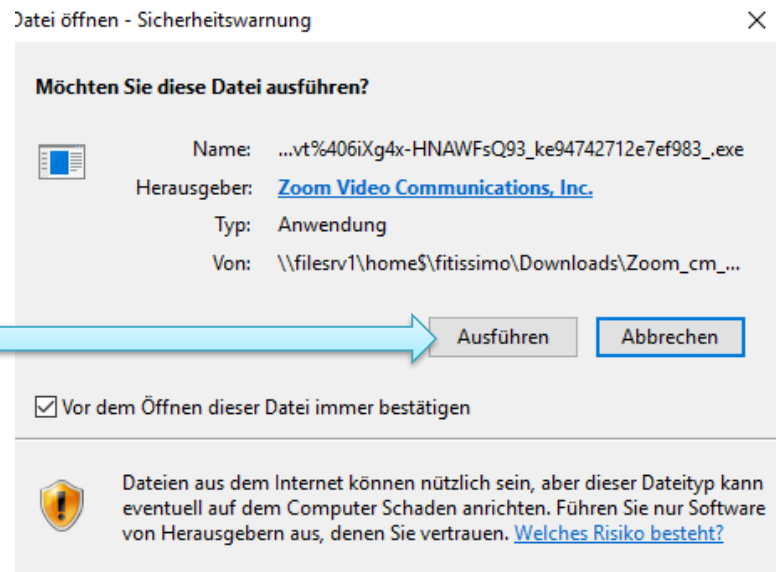 Datei öffnen - Sicherheitswarnung
Möchten Sie diese Datei ausführen?
Name: ...vt%406iXg4x-HNAWFsQ93_ke94742712e7ef983_.exe
Herausgeber: Zoom Video Communications, Inc.
Typ: Anwendung
Von: \\filesrv1\home$\fitissimo\Downloads\Zoom_cm_...
Ausführen Abbrechen
Vor dem Öffnen dieser Datei immer bestätigen
Dateien aus dem Internet können nützlich sein, aber dieser Dateityp kann
eventuell auf dem Computer Schaden anrichten. Führen Sie nur Software
von Herausgebern aus, denen Sie vertrauen. Welches Risiko besteht?